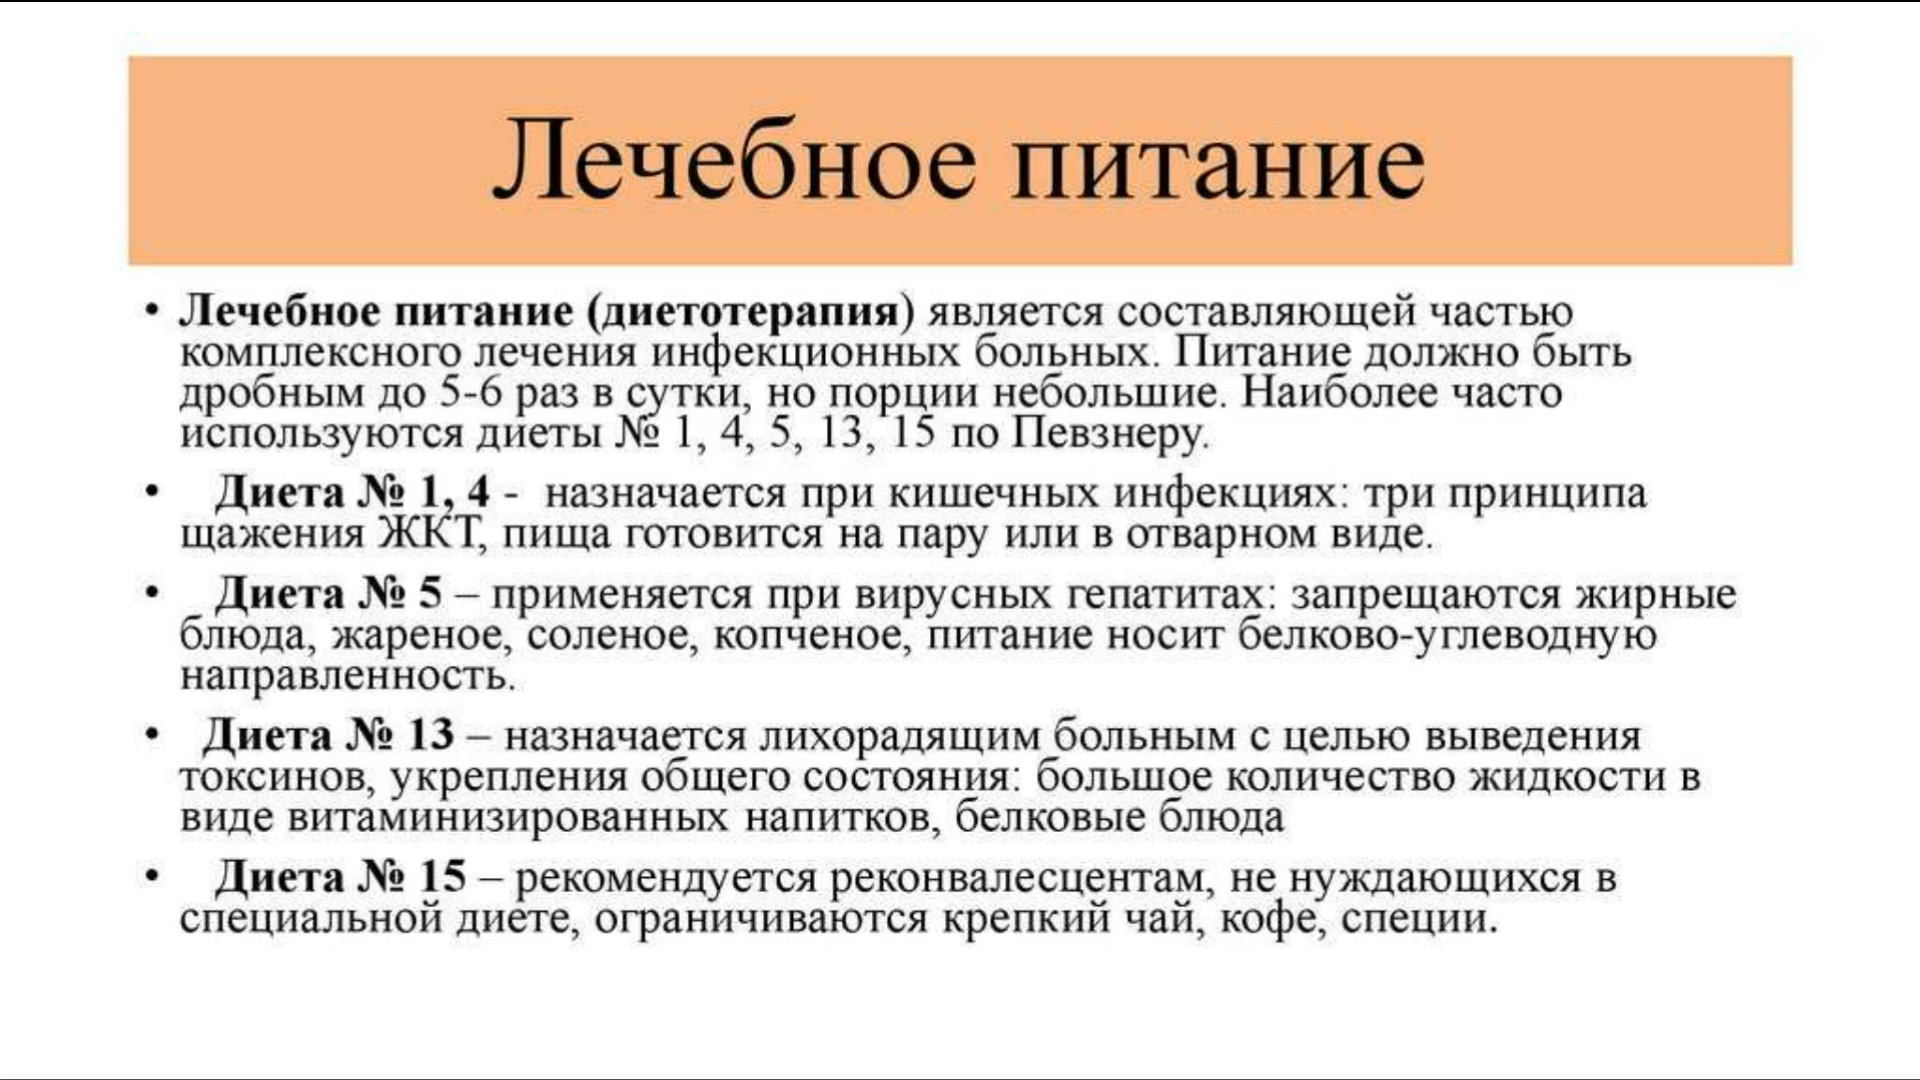 Лечебное питание
• Лечебное питание (диетотерапия) является составляющей частью
комплексного лечения инфекционных больных. Питание должно быть
дробным до 5-6 раз в сутки, но порции небольшие. Наиболее часто
используются диеты № 1, 4, 5, 13, 15 по Певзнеру.
• Диета № 1, 4 - назначается при кишечных инфекциях: три принципа
щажения ЖКТ, пища готовится на пару или в отварном виде.
• Диета № 5 – применяется при вирусных гепатитах: запрещаются жирные
блюда, жареное, соленое, копченое, питание носит белково-углеводную
направленность.
• Диета № 13 – назначается лихорадящим больным с целью выведения
токсинов, укрепления общего состояния: большое количество жидкости в
виде витаминизированных напитков, белковые блюда
• Диета № 15 – рекомендуется реконвалесцентам, не нуждающихся в
специальной диете, ограничиваются крепкий чай, кофе, специи.